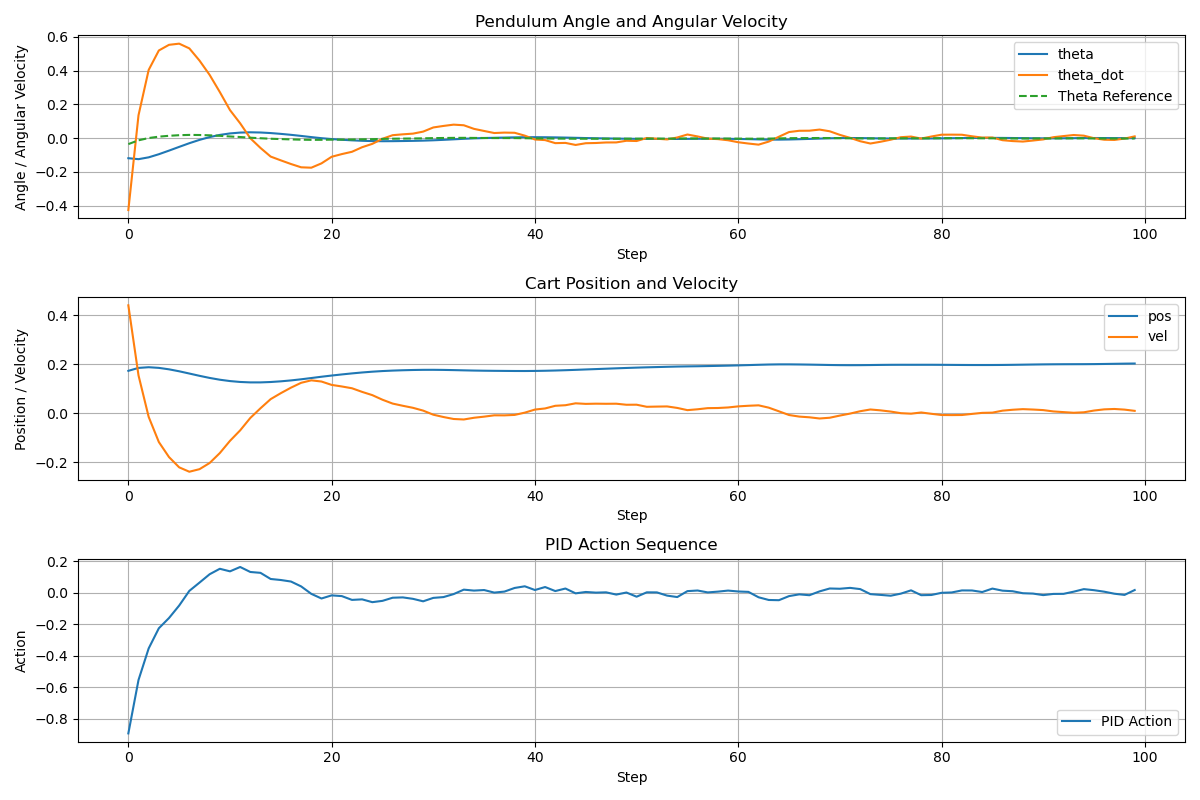 Pendulum Angle and Angular Velocity
Angle / Angular Velocity
0.6
0.4
0.2
0.0
−0.2
−0.4
theta
theta_dot
Theta Reference
0 20 40 60 80 100
Step
Cart Position and Velocity
Position / Velocity
0.4
0.2
0.0
−0.2
pos
vel
0 20 40 60 80 100
Step
PID Action Sequence
Action
0.2
0.0
−0.2
−0.4
−0.6
−0.8
PID Action
0 20 40 60 80 100
Step